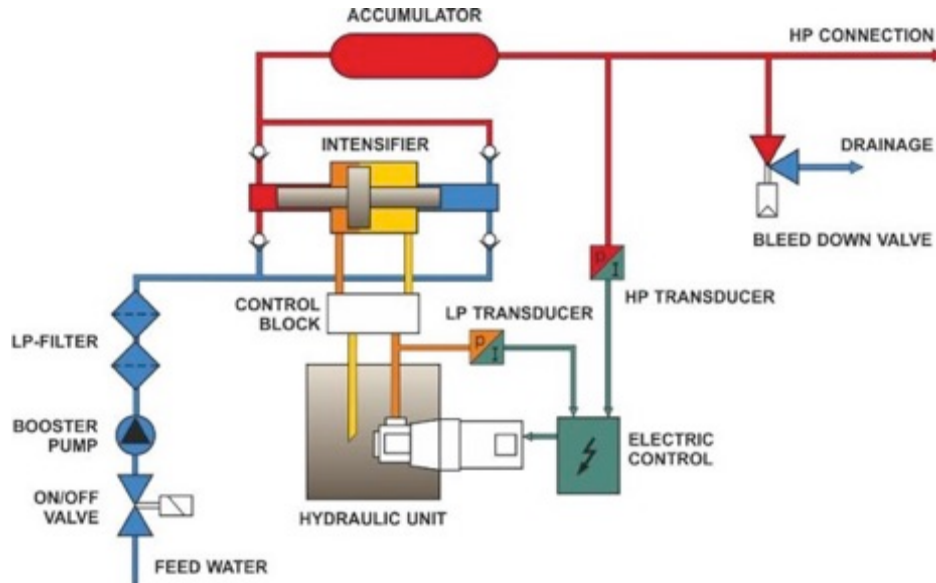 ACCUMULATOR
HP CONNECTION
INTENSIFIER
DRAINAGE
BLEED DOWN VALVE
P
I
HP TRANSDUCER
CONTROL
BLOCK
LP TRANSDUCER
P
I
LP-FILTER
BOOSTER
PUMP
ELECTRIC
CONTROL
ON/OFF
VALVE
HYDRAULIC UNIT
FEED WATER